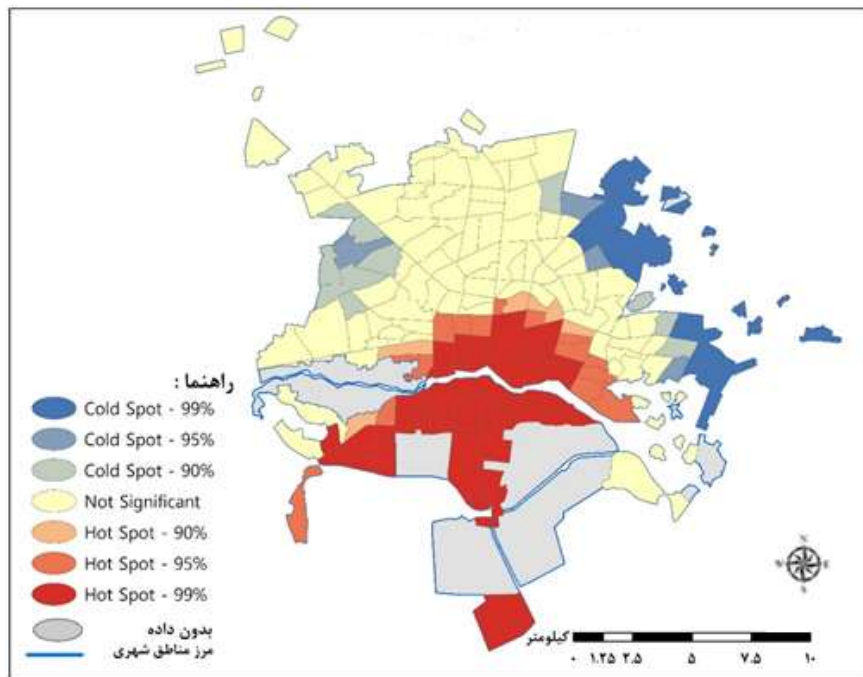 راهنما :
Cold Spot - 99%
Cold Spot - 95%
Cold Spot - 90%
Not Significant
Hot Spot - 90%
Hot Spot - 95%
Hot Spot - 99%
بدون داده
مرز مناطق شهری
N
W
E
S
کیلومتر
۰ ۱.۲۵ ۲.۵ ۵ ۷.۵ ۱۰